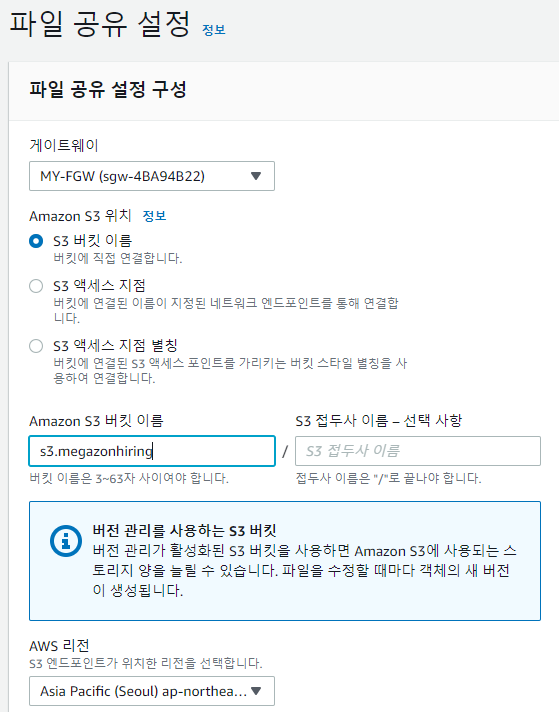 파일 공유 설정 정보
파일 공유 설정 구성
게이트웨이
MY-FGW (sgw-4BA94B22)
Amazon S3 위치 정보
S3 버킷 이름
버킷에 직접 연결합니다.
S3 액세스 지점
버킷에 연결된 이름이 지정된 네트워크 엔드포인트를 통해 연결합
니다.
S3 액세스 지점 별칭
버킷에 연결된 S3 액세스 포인트를 가리키는 버킷 스타일 별칭을 사
용하여 연결합니다.
Amazon S3 버킷 이름
s3.megazonhiring
버킷 이름은 3~63자 사이여야 합니다.
/
S3 접두사 이름 – 선택 사항
S3 접두사 이름
접두사 이름은 "/"로 끝나야 합니다.
버전 관리를 사용하는 S3 버킷
버전 관리가 활성화된 S3 버킷을 사용하면 Amazon S3에 사용되는 스
토리지 양을 늘릴 수 있습니다. 파일을 수정할 때마다 객체의 새 버전
이 생성됩니다.
AWS 리전
S3 엔드포인트가 위치한 리전을 선택합니다.
Asia Pacific (Seoul) ap-northea...